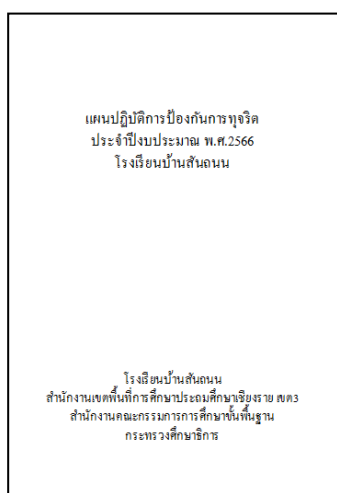 แผนปฏิบัติการป้องกันการทุจริต
ประจำปีงบประมาณ พ.ศ.2566
โรงเรียนบ้านสันถนน
โรงเรียนบ้านสันถนน
สำนักงานเขตพื้นที่การศึกษาประถมศึกษาเชียงราย เขต3
สำนักงานคณะกรรมการการศึกษาขั้นพื้นฐาน
กระทรวงศึกษาธิการ